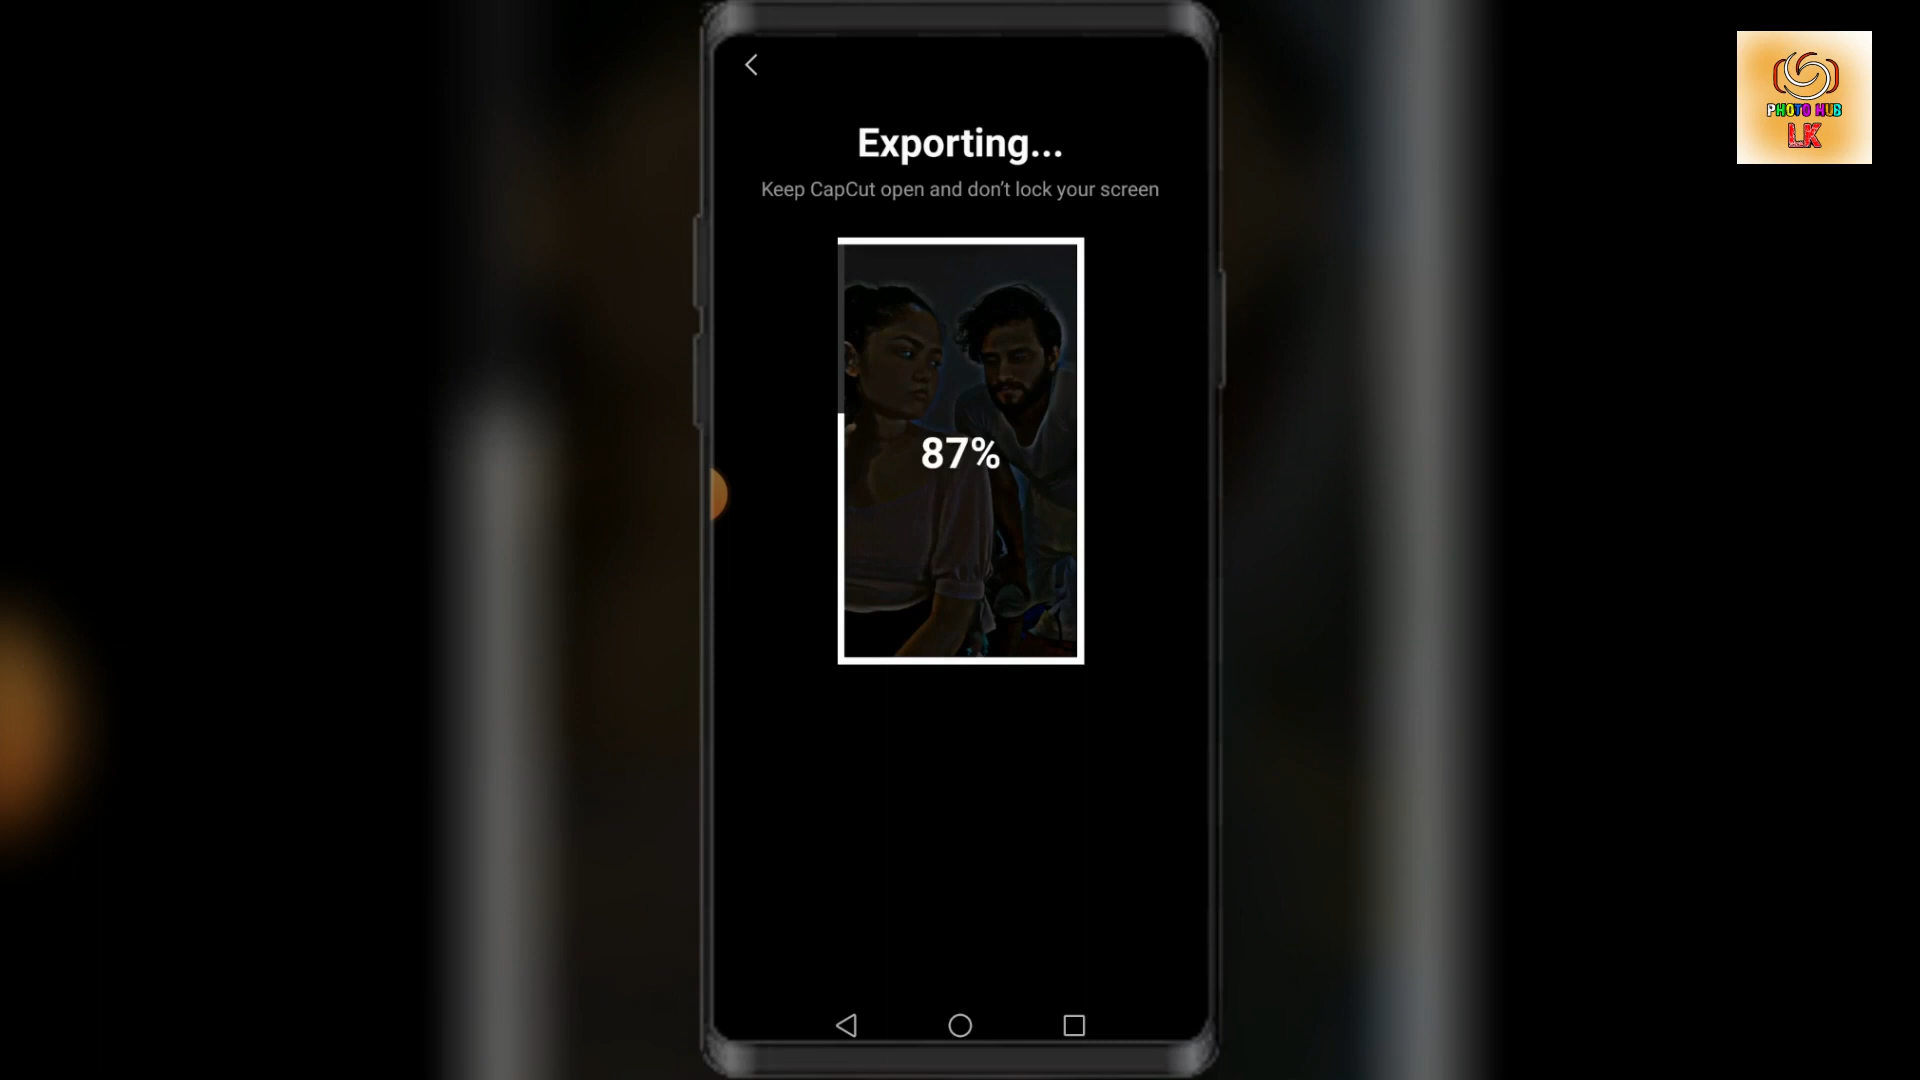 Exporting...
Keep CapCut open and don't lock your screen
87%
PHOTO HUB
LK